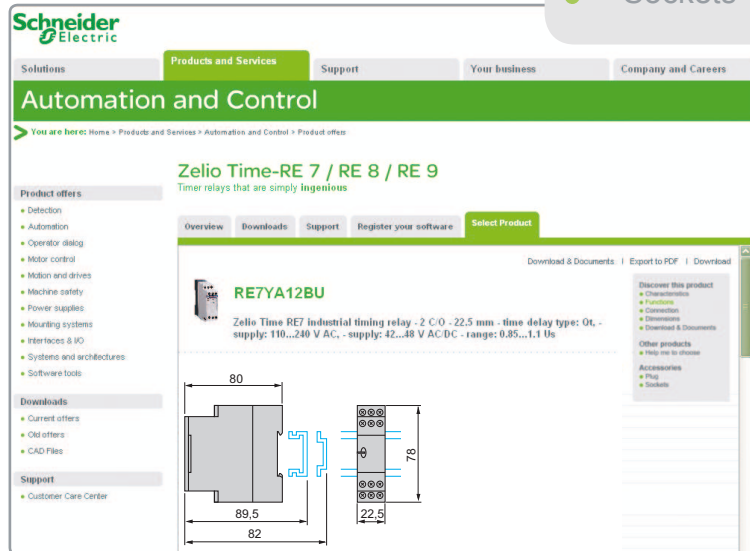 Sockets
Schneider
Electric
Solutions
Products and Services
Support
Your business
Company and Careers
Automation and Control
You are here: Home > Products and Services > Automation and Control > Product offers
Zelio Time-RE 7 / RE 8 / RE 9
Timer relays that are simply ingenious
Product offers
Detection
Automation
Operator dialog
Motor control
Motion and drives
Machine safety
Power supplies
Mounting systems
Interfaces & I/O
Systems and architectures
Software tools
Downloads
Current offers
Old offers
CAD Files
Support
Customer Care Center
Overview
Downloads
Support
Register your software
Select Product
Download & Documents | Export to PDF | Download
RE7YA12BU
Zelio Time RE7 industrial timing relay - 2 C/O - 22.5 mm - time delay type: Qt, -
supply: 110...240 V AC, - supply: 42...48 V AC/DC - range: 0.85...1.1 Us
Discover this product
Characteristics
Functions
Connection
Dimensions
Download & Documents
Other products
Help me to choose
Accessories
Plug
Sockets
80
78
89,5
82
22,5